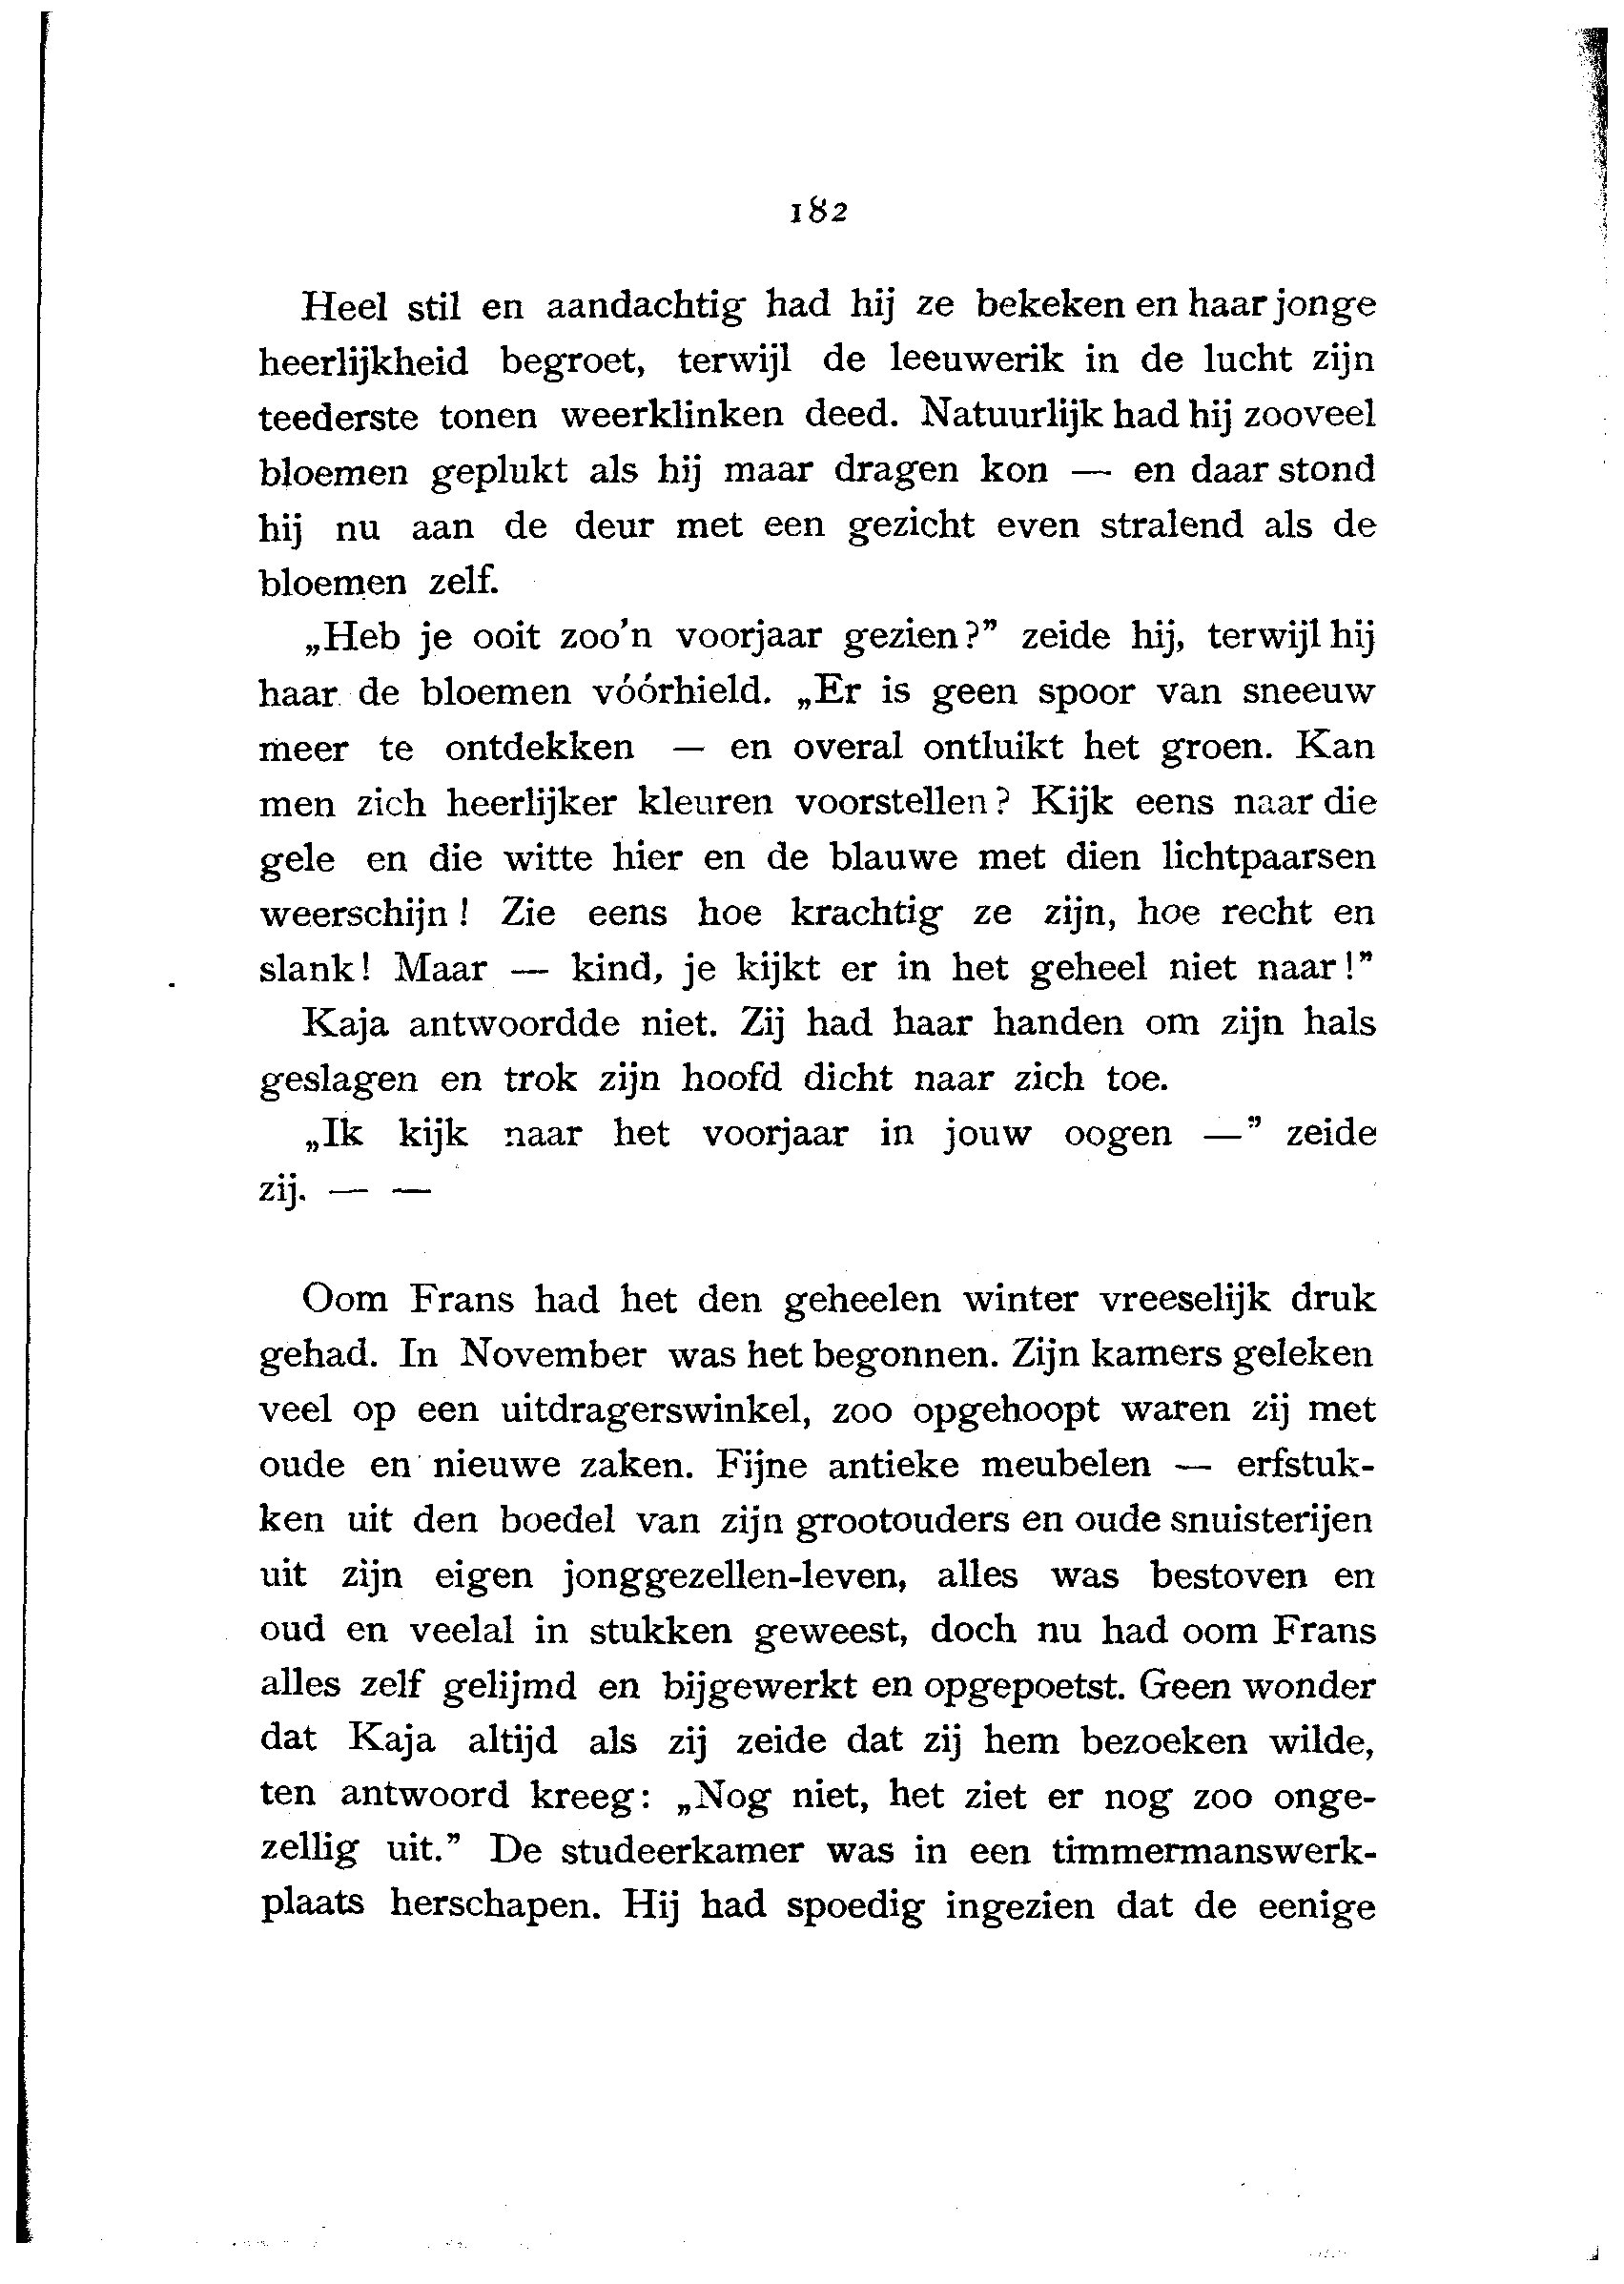 182
Heel stil en aandachtig had hij ze bekeken en haar jonge
heerlijkheid begroet, terwijl de leeuwerik in de lucht zijn
teederste tonen weerklinken deed. Natuurlijk had hij zooveel
bloemen geplukt als hij maar dragen kon — en daar stond
hij nu aan de deur met een gezicht even stralend als de
bloemen zelf.
„Heb je ooit zoo'n voorjaar gezien?” zeide hij, terwijl hij
haar de bloemen vóórhield. „Er is geen spoor van sneeuw
meer te ontdekken — en overal ontluikt het groen. Kan
men zich heerlijker kleuren voorstellen? Kijk eens naar die
gele en die witte hier en de blauwe met dien lichtpaarsen
weerschijn! Zie eens hoe krachtig ze zijn, hoe recht en
slank! Maar — kind, je kijkt er in het geheel niet naar!”
Kaja antwoordde niet. Zij had haar handen om zijn hals
geslagen en trok zijn hoofd dicht naar zich toe.
„Ik kijk naar het voorjaar in jouw oogen —” zeide
zij. — —
Oom Frans had het den geheelen winter vreeselijk druk
gehad. In November was het begonnen. Zijn kamers geleken
veel op een uitdragerswinkel, zoo opgehoopt waren zij met
oude en nieuwe zaken. Fijne antieke meubelen — erfstuk-
ken uit den boedel van zijn grootouders en oude snuisterijen
uit zijn eigen jonggezellen-leven, alles was bestoven en
oud en veelal in stukken geweest, doch nu had oom Frans
alles zelf gelijmd en bijgewerkt en opgepoetst. Geen wonder
dat Kaja altijd als zij zeide dat zij hem bezoeken wilde,
ten antwoord kreeg: „Nog niet, het ziet er nog zoo onge-
zellig uit.” De studeerkamer was in een timmermanswerk-
plaats herschapen. Hij had spoedig ingezien dat de eenige